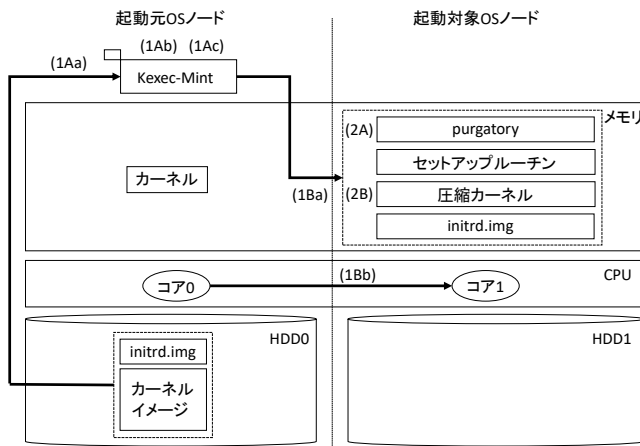 起動元OSノード
起動対象OSノード
(1Ab) (1Ac)
(1Aa)
Kexec-Mint
メモリ
(2A)
purgatory
セットアップルーチン
カーネル
(1Ba)
(2B)
圧縮カーネル
initrd.img
(1Bb)
CPU
コア0
コア1
HDD0
HDD1
initrd.img
カーネル
イメージ